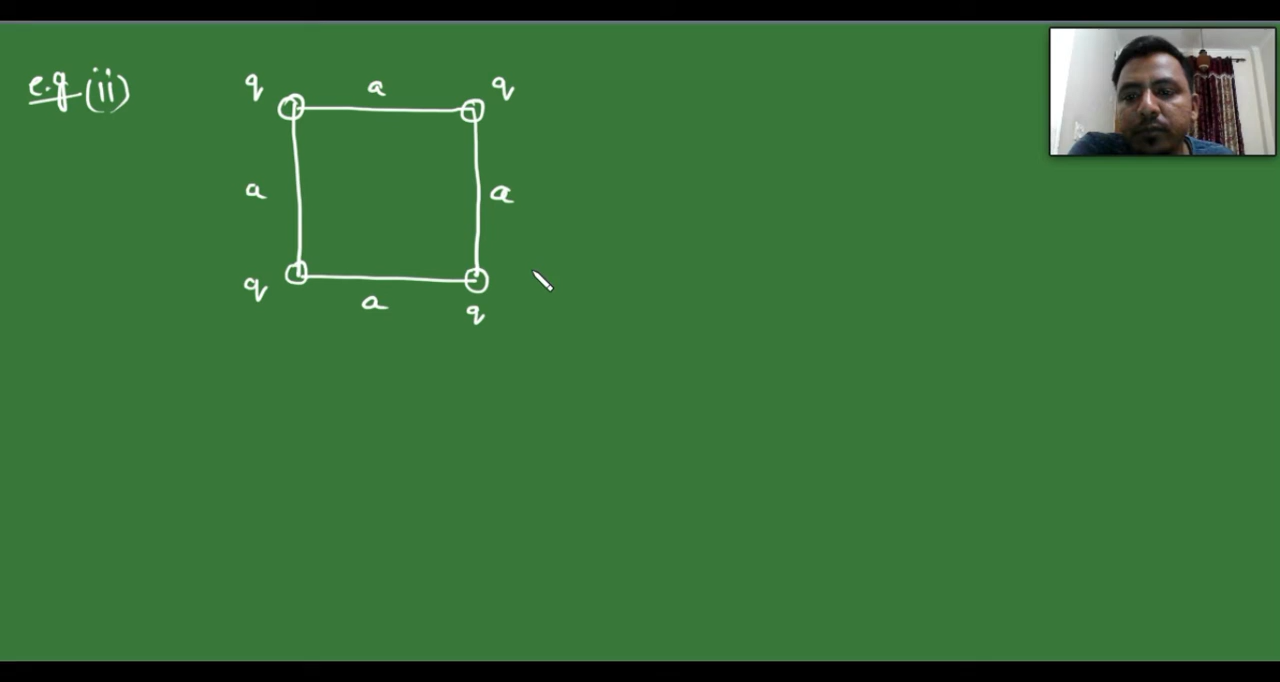 e.g (ii)
q a q
a a
q a q